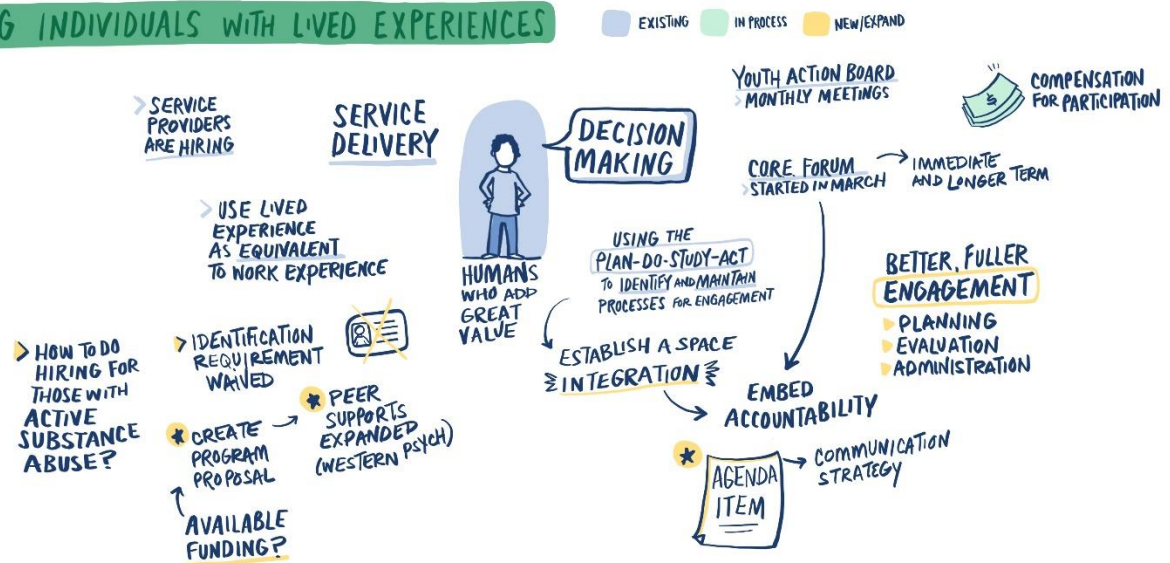 G INDIVIDUALS WITH LIVED EXPERIENCES
EXISTING
IN PROCESS
NEW/EXPAND
> SERVICE
PROVIDERS
ARE HIRING
SERVICE
DELIVERY
> USE LIVED
EXPERIENCE
AS EQUIVALENT
TO WORK EXPERIENCE
HUMANS
WHO ADD
GREAT
VALUE
DECISION
MAKING
YOUTH ACTION BOARD
> MONTHLY MEETINGS
$
COMPENSATION
FOR PARTICIPATION
CORE FORUM
> STARTED IN MARCH
IMMEDIATE
AND LONGER TERM
USING THE
PLAN-DO-STUDY-ACT
TO IDENTIFY AND MAINTAIN
PROCESSES FOR ENGAGEMENT
BETTER, FULLER
ENGAGEMENT
PLANNING
EVALUATION
ADMINISTRATION
HOW TO DO
HIRING FOR
THOSE WITH
ACTIVE
SUBSTANCE
ABUSE?
> IDENTIFICATION
REQUIREMENT
WAIVED
CREATE
PROGRAM
PROPOSAL
PEER
SUPPORTS
EXPANDED
(WESTERN PSYCH)
AVAILABLE
FUNDING?
ESTABLISH A SPACE
INTEGRATION
EMBED
ACCOUNTABILITY
AGENDA
ITEM
COMMUNICATION
STRATEGY